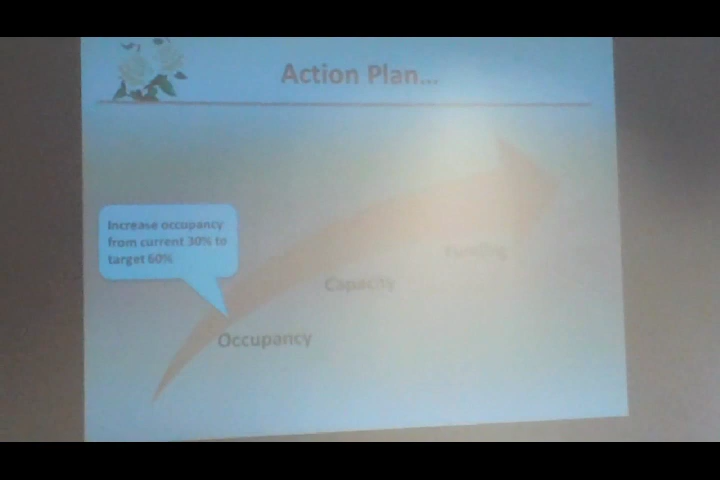 Action Plan...
Increase occupancy
from current 30% to
target 60%
Capacity
Occupancy